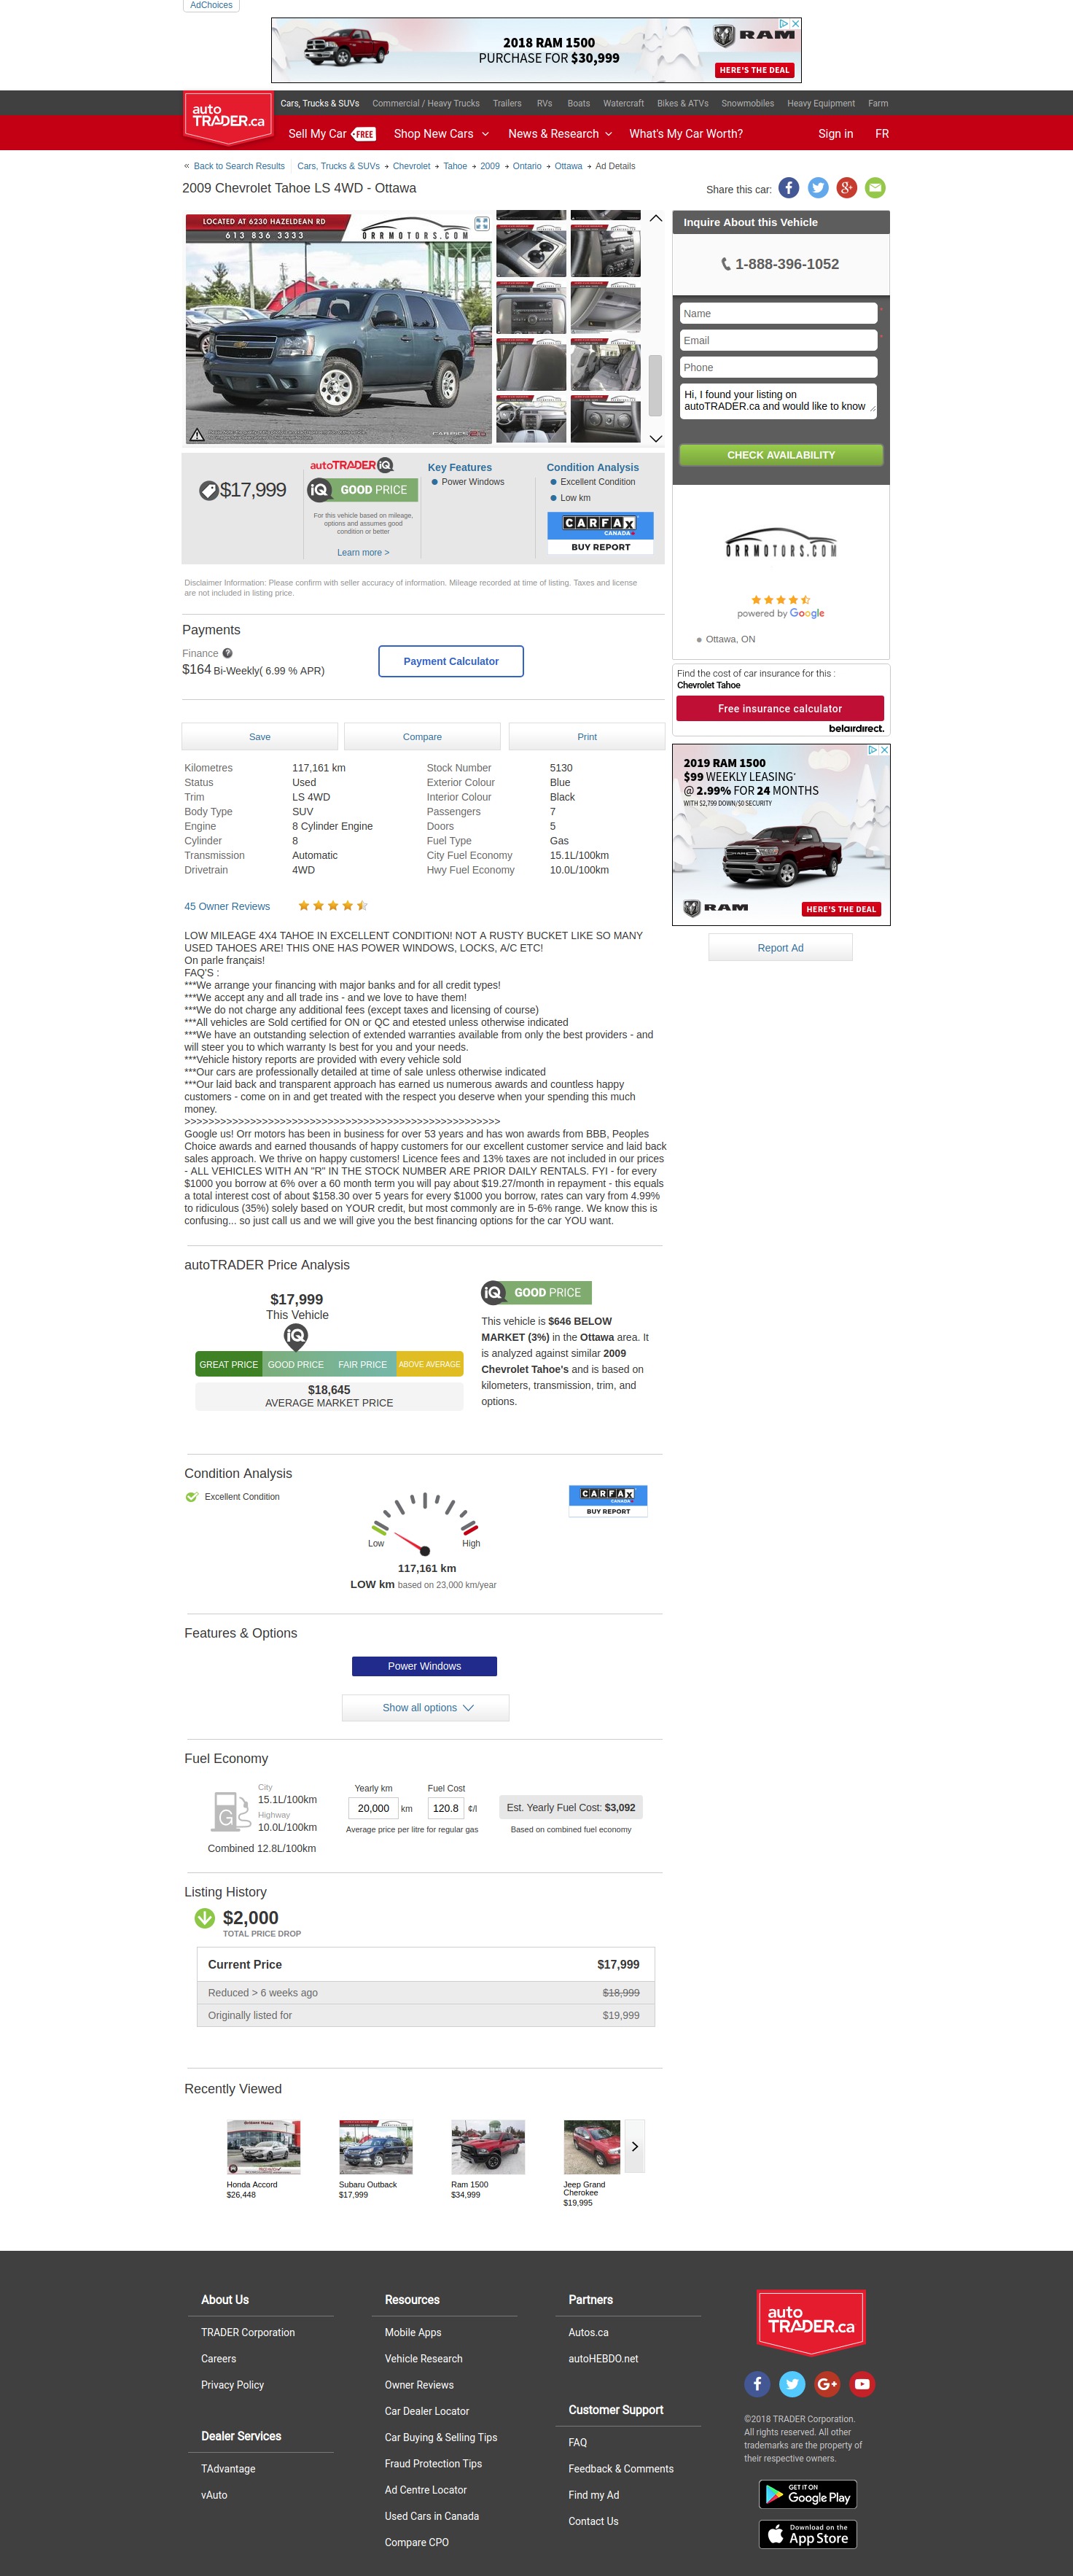 AdChoices
2018 RAM 1500
PURCHASE FOR $30,999
RAM
HERE'S THE DEAL
auto
TRADER.ca
Cars, Trucks & SUVs Commercial / Heavy Trucks Trailers RVs Boats Watercraft Bikes & ATVs Snowmobiles Heavy Equipment Farm
Sell My Car FREE Shop New Cars News & Research What's My Car Worth? Sign in FR
« Back to Search Results Cars, Trucks & SUVs Chevrolet Tahoe 2009 Ontario Ottawa Ad Details
2009 Chevrolet Tahoe LS 4WD - Ottawa
Share this car:
LOCATED AT 6230 HAZELDEAN RD
613 836 3333
ORRMOTORS.COM
Inquire About this Vehicle
1-888-396-1052
Name
Email
Phone
Hi, I found your listing on
autoTRADER.ca and would like to know
CHECK AVAILABILITY
$17,999
autoTRADER iQ
iQ GOOD PRICE
For this vehicle based on mileage,
options and assumes good
condition or better
Learn more >
Key Features
Power Windows
Condition Analysis
Excellent Condition
Low km
CARFAX
CANADA
BUY REPORT
ORRMOTORS.COM
powered by Google
Ottawa, ON
Disclaimer Information: Please confirm with seller accuracy of information. Mileage recorded at time of listing. Taxes and license
are not included in listing price.
Payments
Finance ?
$164 Bi-Weekly( 6.99 % APR)
Payment Calculator
Find the cost of car insurance for this :
Chevrolet Tahoe
Free insurance calculator
belairdirect.
Save
Compare
Print
2019 RAM 1500
$99 WEEKLY LEASING*
@ 2.99% FOR 24 MONTHS
WITH $2,799 DOWN/$0 SECURITY
RAM
HERE'S THE DEAL
Report Ad
Kilometres 117,161 km Stock Number 5130
Status Used Exterior Colour Blue
Trim LS 4WD Interior Colour Black
Body Type SUV Passengers 7
Engine 8 Cylinder Engine Doors 5
Cylinder 8 Fuel Type Gas
Transmission Automatic City Fuel Economy 15.1L/100km
Drivetrain 4WD Hwy Fuel Economy 10.0L/100km
45 Owner Reviews
LOW MILEAGE 4X4 TAHOE IN EXCELLENT CONDITION! NOT A RUSTY BUCKET LIKE SO MANY
USED TAHOES ARE! THIS ONE HAS POWER WINDOWS, LOCKS, A/C ETC!
On parle français!
FAQ'S :
***We arrange your financing with major banks and for all credit types!
***We accept any and all trade ins - and we love to have them!
***We do not charge any additional fees (except taxes and licensing of course)
***All vehicles are Sold certified for ON or QC and etested unless otherwise indicated
***We have an outstanding selection of extended warranties available from only the best providers - and
will steer you to which warranty Is best for you and your needs.
***Vehicle history reports are provided with every vehicle sold
***Our cars are professionally detailed at time of sale unless otherwise indicated
***Our laid back and transparent approach has earned us numerous awards and countless happy
customers - come on in and get treated with the respect you deserve when your spending this much
money.
>>>>>>>>>>>>>>>>>>>>>>>>>>>>>>>>>>>>>>>>>>>>>>>>>>>>>
Google us! Orr motors has been in business for over 53 years and has won awards from BBB, Peoples
Choice awards and earned thousands of happy customers for our excellent customer service and laid back
sales approach. We thrive on happy customers! Licence fees and 13% taxes are not included in our prices
- ALL VEHICLES WITH AN "R" IN THE STOCK NUMBER ARE PRIOR DAILY RENTALS. FYI - for every
$1000 you borrow at 6% over a 60 month term you will pay about $19.27/month in repayment - this equals
a total interest cost of about $158.30 over 5 years for every $1000 you borrow, rates can vary from 4.99%
to ridiculous (35%) solely based on YOUR credit, but most commonly are in 5-6% range. We know this is
confusing... so just call us and we will give you the best financing options for the car YOU want.
autoTRADER Price Analysis
$17,999
This Vehicle
iQ
GREAT PRICE GOOD PRICE FAIR PRICE ABOVE AVERAGE
$18,645
AVERAGE MARKET PRICE
iQ GOOD PRICE
This vehicle is $646 BELOW
MARKET (3%) in the Ottawa area. It
is analyzed against similar 2009
Chevrolet Tahoe's and is based on
kilometers, transmission, trim, and
options.
Condition Analysis
Excellent Condition
Low High
117,161 km
LOW km based on 23,000 km/year
CARFAX
CANADA
BUY REPORT
Features & Options
Power Windows
Show all options
Fuel Economy
G
City
15.1L/100km
Highway
10.0L/100km
Combined 12.8L/100km
Yearly km Fuel Cost
20,000 km 120.8 ¢/l
Average price per litre for regular gas
Est. Yearly Fuel Cost: $3,092
Based on combined fuel economy
Listing History
$2,000
TOTAL PRICE DROP
Current Price $17,999
Reduced > 6 weeks ago $18,999
Originally listed for $19,999
Recently Viewed
Honda Accord
$26,448
Subaru Outback
$17,999
Ram 1500
$34,999
Jeep Grand
Cherokee
$19,995
About Us
TRADER Corporation
Careers
Privacy Policy
Dealer Services
TAdvantage
vAuto
Resources
Mobile Apps
Vehicle Research
Owner Reviews
Car Dealer Locator
Car Buying & Selling Tips
Fraud Protection Tips
Ad Centre Locator
Used Cars in Canada
Compare CPO
Partners
Autos.ca
autoHEBDO.net
Customer Support
FAQ
Feedback & Comments
Find my Ad
Contact Us
auto
TRADER.ca
©2018 TRADER Corporation.
All rights reserved. All other
trademarks are the property of
their respective owners.
GET IT ON
Google Play
Download on the
App Store